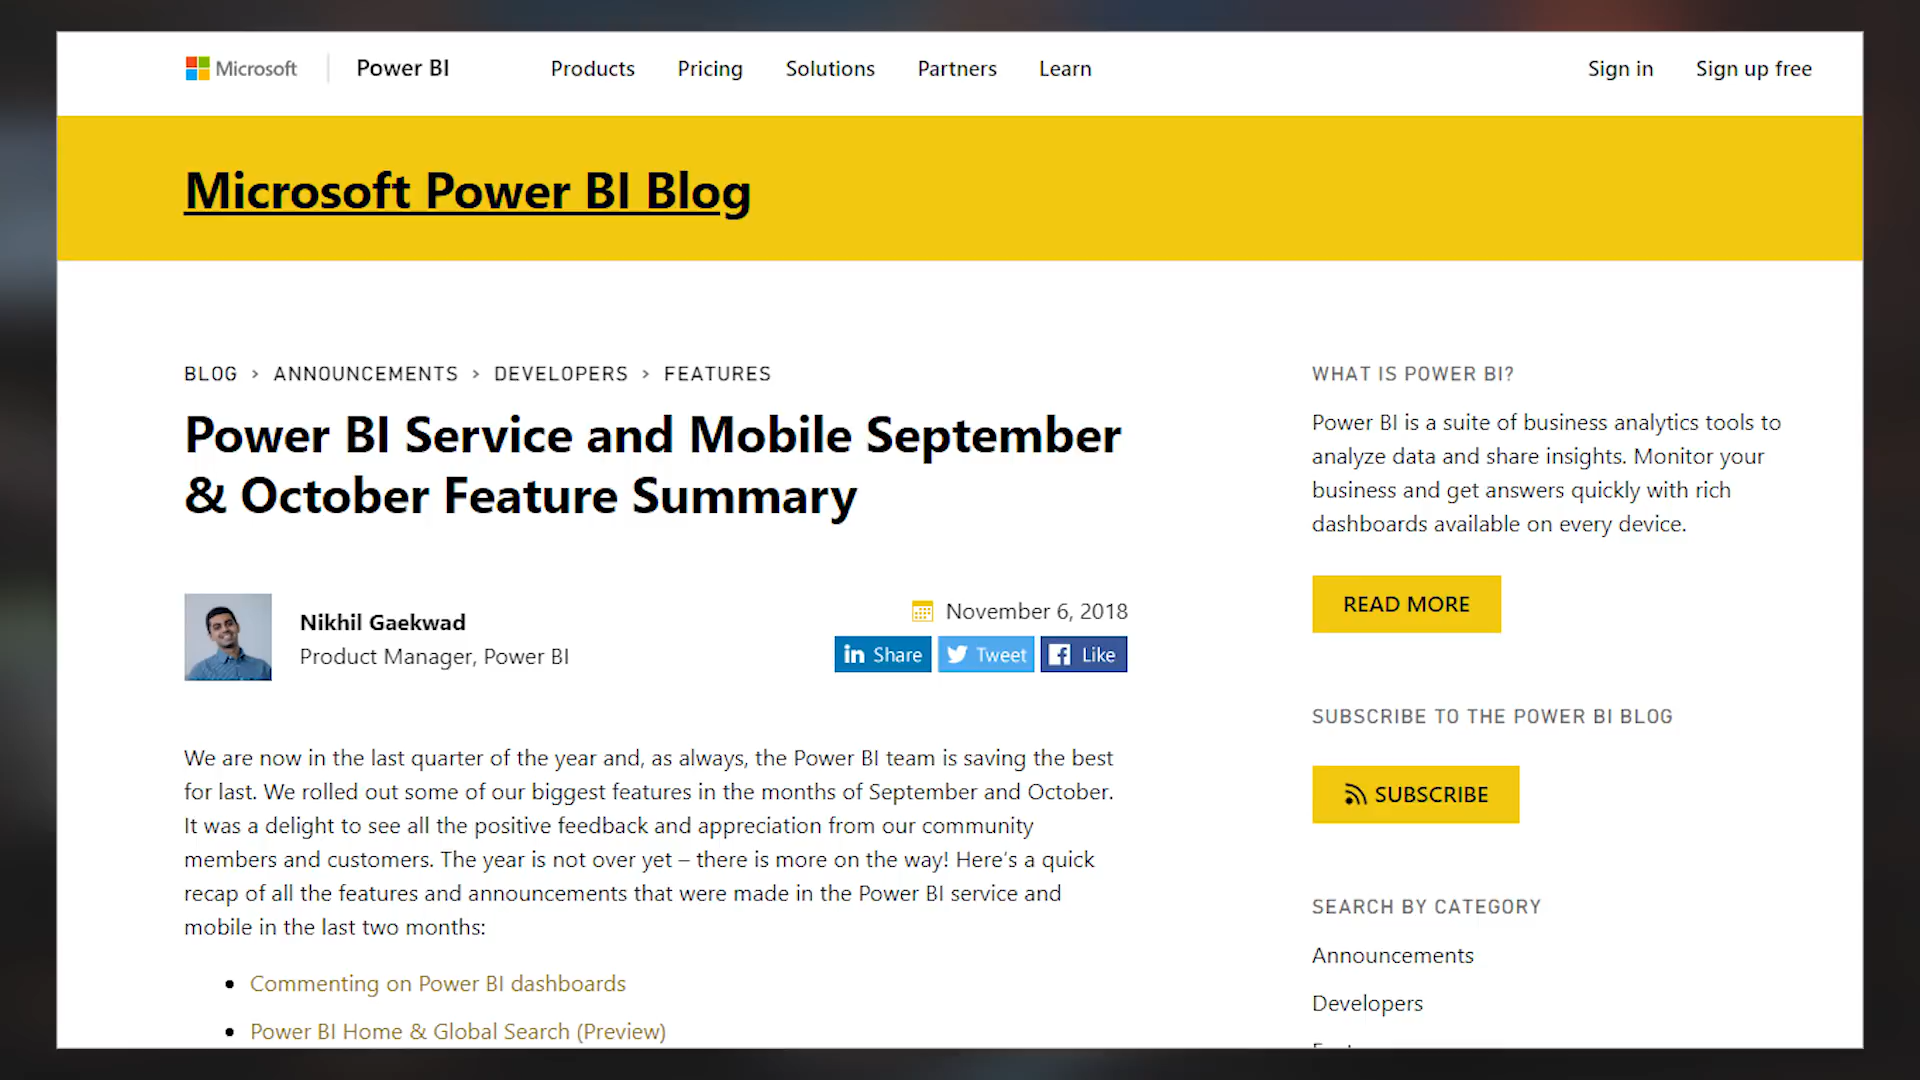 Microsoft
Power BI
Products
Pricing
Solutions
Partners
Learn
Sign in
Sign up free
Microsoft Power BI Blog
BLOG > ANNOUNCEMENTS > DEVELOPERS > FEATURES
Power BI Service and Mobile September
& October Feature Summary
Nikhil Gaekwad
Product Manager, Power BI
November 6, 2018
in Share
Tweet
Like
We are now in the last quarter of the year and, as always, the Power BI team is saving the best
for last. We rolled out some of our biggest features in the months of September and October.
It was a delight to see all the positive feedback and appreciation from our community
members and customers. The year is not over yet – there is more on the way! Here’s a quick
recap of all the features and announcements that were made in the Power BI service and
mobile in the last two months:
• Commenting on Power BI dashboards
• Power BI Home & Global Search (Preview)
WHAT IS POWER BI?
Power BI is a suite of business analytics tools to
analyze data and share insights. Monitor your
business and get answers quickly with rich
dashboards available on every device.
READ MORE
SUBSCRIBE TO THE POWER BI BLOG
SUBSCRIBE
SEARCH BY CATEGORY
Announcements
Developers